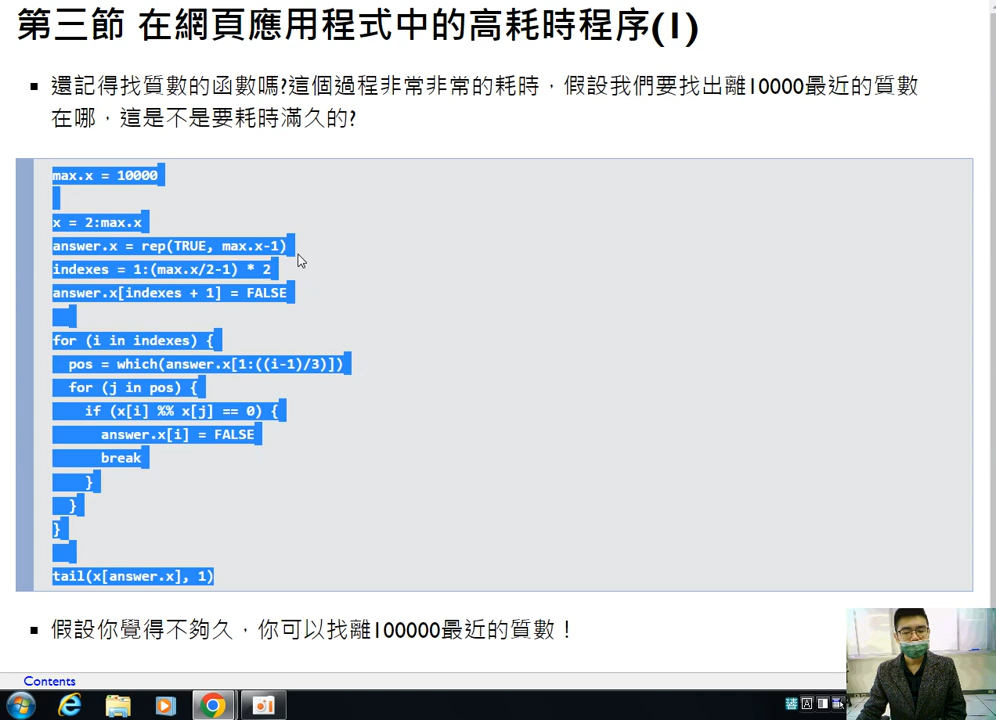 第三節 在網頁應用程式中的高耗時程序(1)
▪ 還記得找質數的函數嗎?這個過程非常非常的耗時，假設我們要找出離10000最近的質數
在哪，這是不是要耗時滿久的?
max.x = 10000
x = 2:max.x
answer.x = rep(TRUE, max.x-1)
indexes = 1:(max.x/2-1) * 2
answer.x[indexes + 1] = FALSE
for (i in indexes) {
  pos = which(answer.x[1:((i-1)/3)])
  for (j in pos) {
    if (x[i] %% x[j] == 0) {
      answer.x[i] = FALSE
      break
    }
  }
}
tail(x[answer.x], 1)
▪ 假設你覺得不夠久，你可以找離100000最近的質數！
Contents